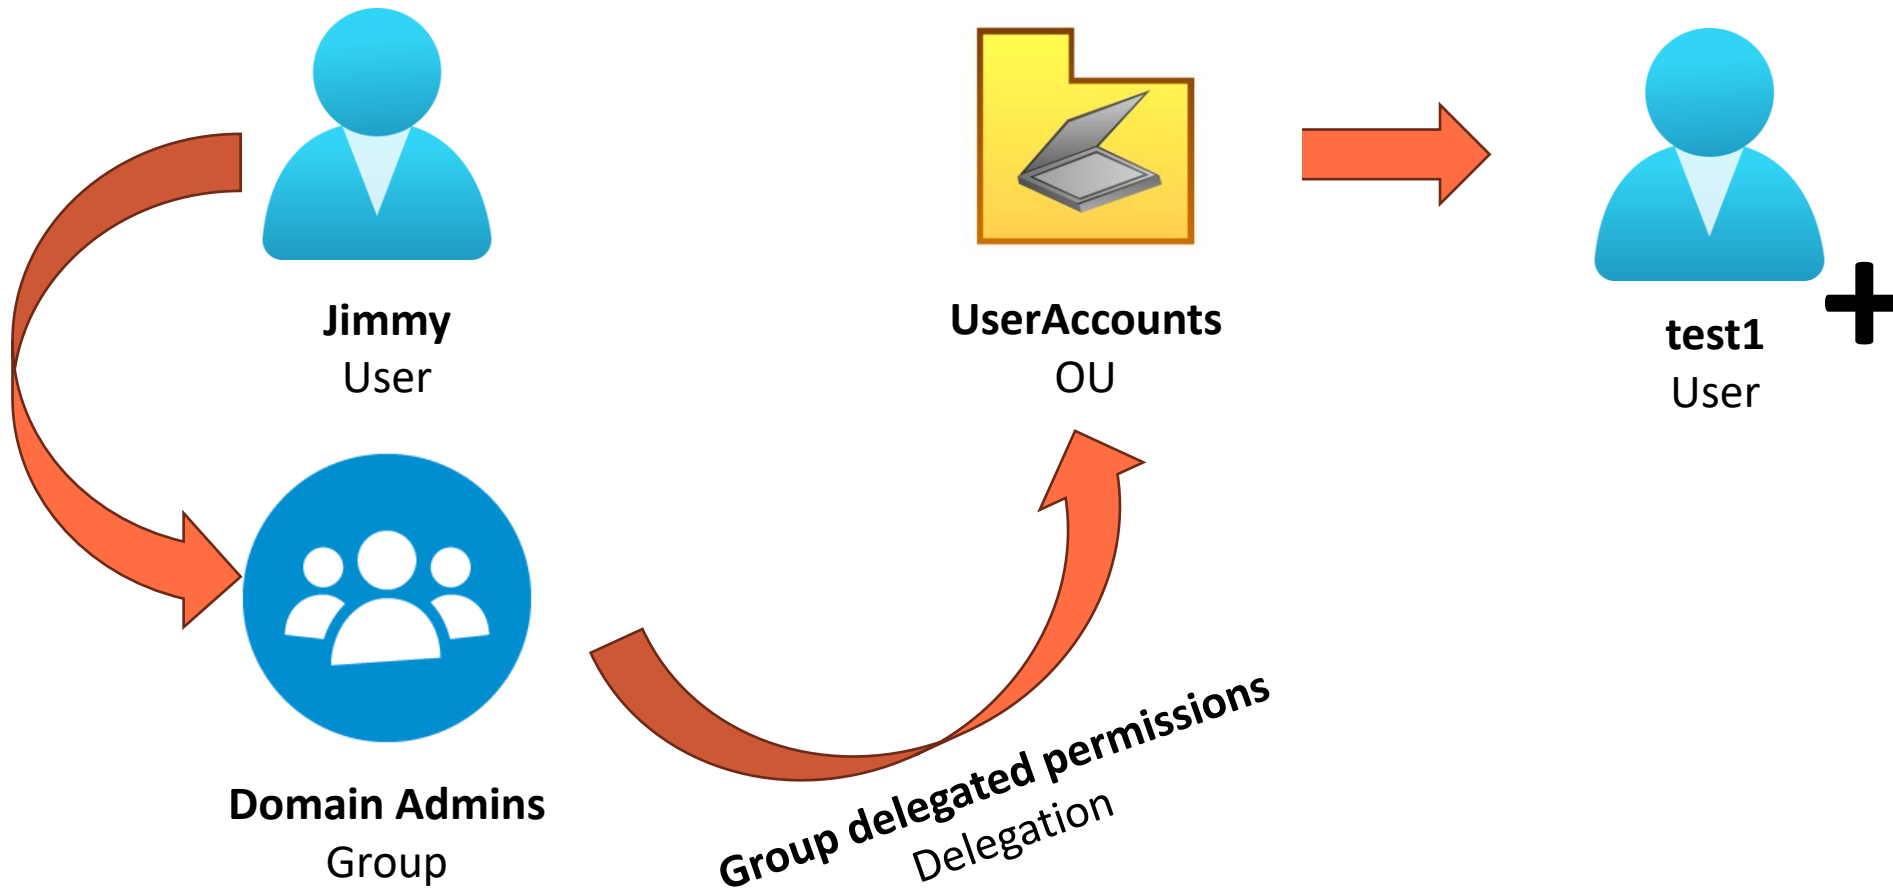 Jimmy
User
UserAccounts
OU
test1
User
Domain Admins
Group
Group delegated permissions
Delegation